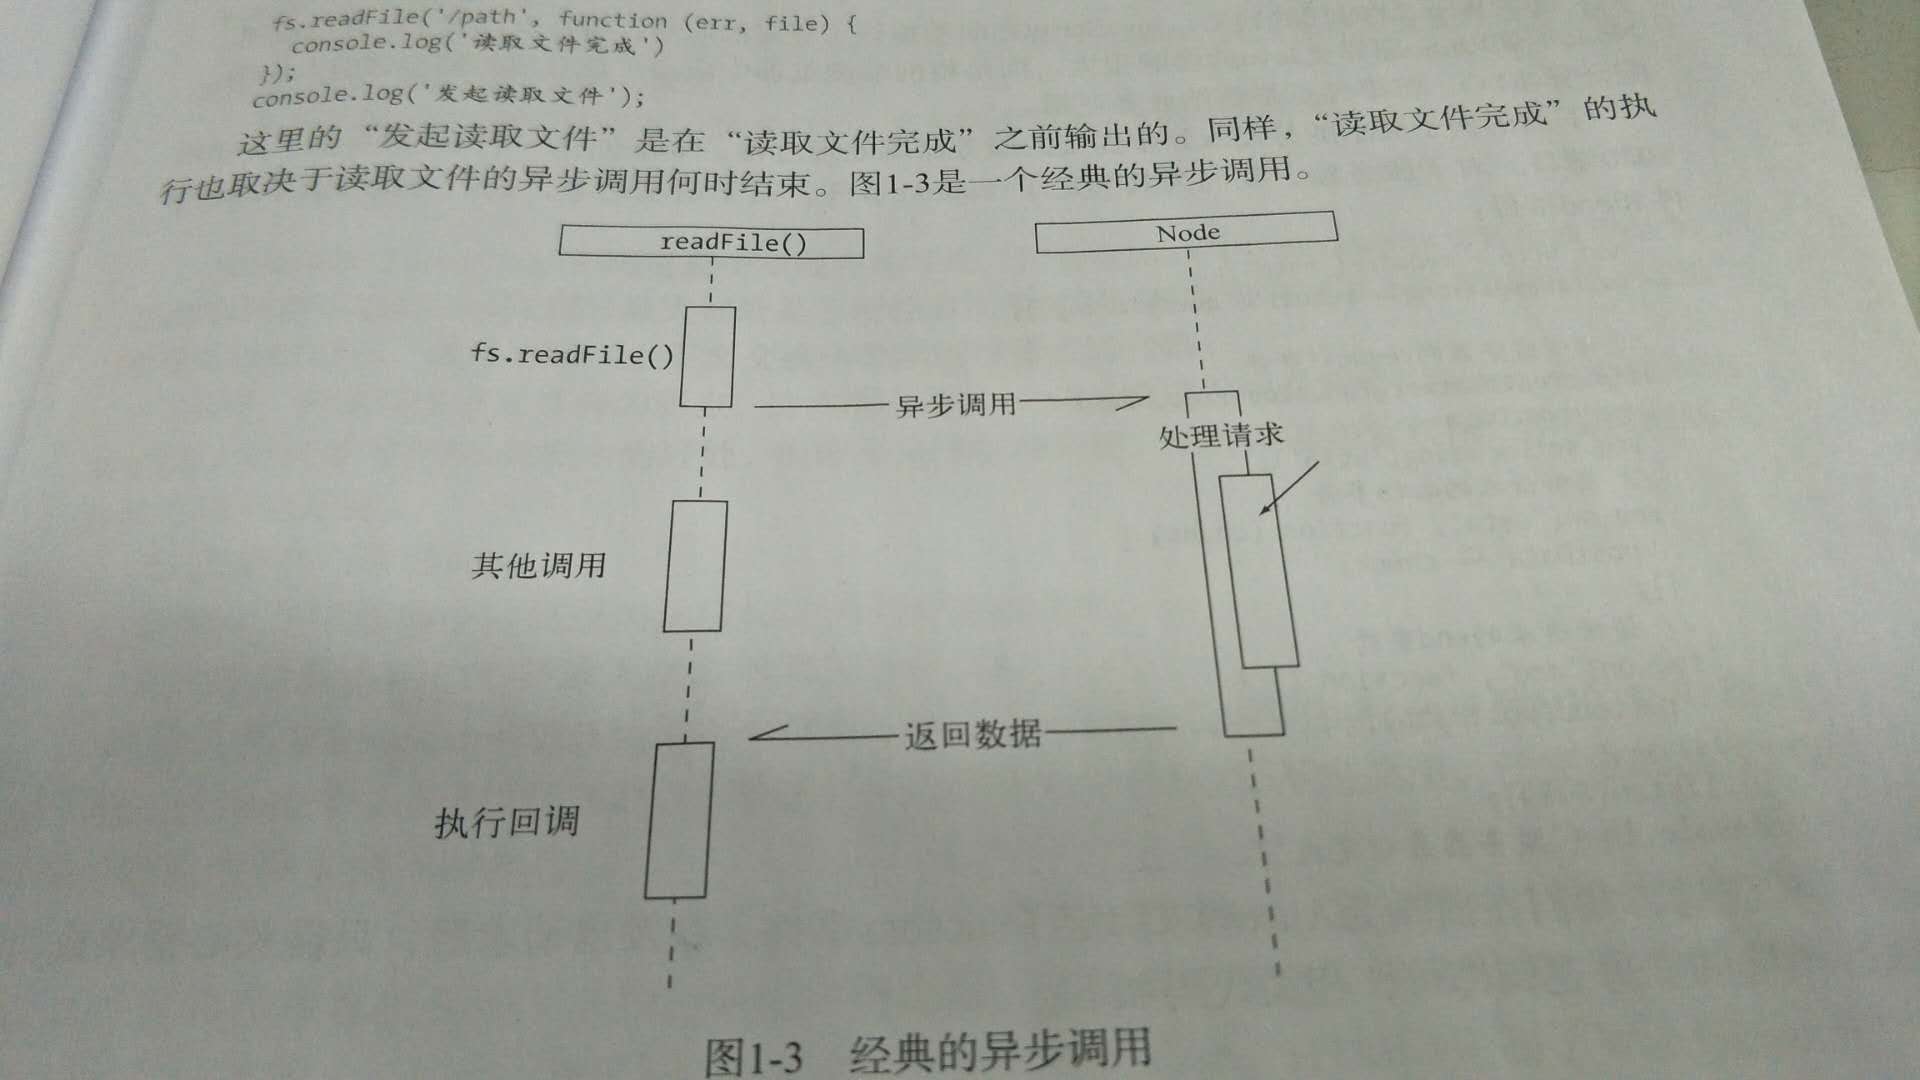 fs.readFile('/path', function (err, file) {
console.log('读取文件完成')
});
console.log('发起读取文件');
这里的“发起读取文件”是在“读取文件完成”之前输出的。同样，“读取文件完成”的执
行也取决于读取文件的异步调用何时结束。图1-3是一个经典的异步调用。
readFile()
Node
fs.readFile()
异步调用
处理请求
其他调用
返回数据
执行回调
图1-3 经典的异步调用